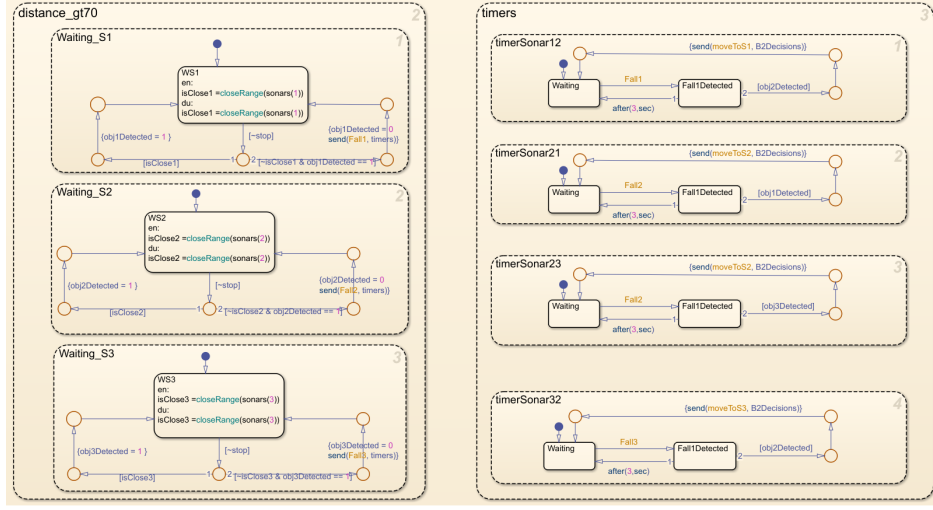 distance_gt70
2
Waiting_S1
1
WS1
en:
isClose1 =closeRange(sonars(1))
du:
isClose1 =closeRange(sonars(1))
{obj1Detected = 1 }
[~stop]
{obj1Detected = 0
send(Fall1, timers)}
[isClose1]
1
2
[~isClose1 & obj1Detected == 1]
Waiting_S2
2
WS2
en:
isClose2 =closeRange(sonars(2))
du:
isClose2 =closeRange(sonars(2))
{obj2Detected = 1 }
[~stop]
{obj2Detected = 0
send(Fall2, timers)}
[isClose2]
1
2
[~isClose2 & obj2Detected == 1]
Waiting_S3
3
WS3
en:
isClose3 =closeRange(sonars(3))
du:
isClose3 =closeRange(sonars(3))
{obj3Detected = 1 }
[~stop]
{obj3Detected = 0
send(Fall3, timers)}
[isClose3]
1
2
[~isClose3 & obj3Detected == 1]
timers
3
timerSonar12
1
{send(moveToS1, B2Decisions)}
Waiting
Fall1
Fall1Detected
[obj2Detected]
1
2
after(3,sec)
timerSonar21
2
{send(moveToS2, B2Decisions)}
Waiting
Fall2
Fall1Detected
[obj1Detected]
1
2
after(3,sec)
timerSonar23
3
{send(moveToS2, B2Decisions)}
Waiting
Fall2
Fall1Detected
[obj3Detected]
1
2
after(3,sec)
timerSonar32
4
{send(moveToS3, B2Decisions)}
Waiting
Fall3
Fall1Detected
[obj2Detected]
1
2
after(3,sec)